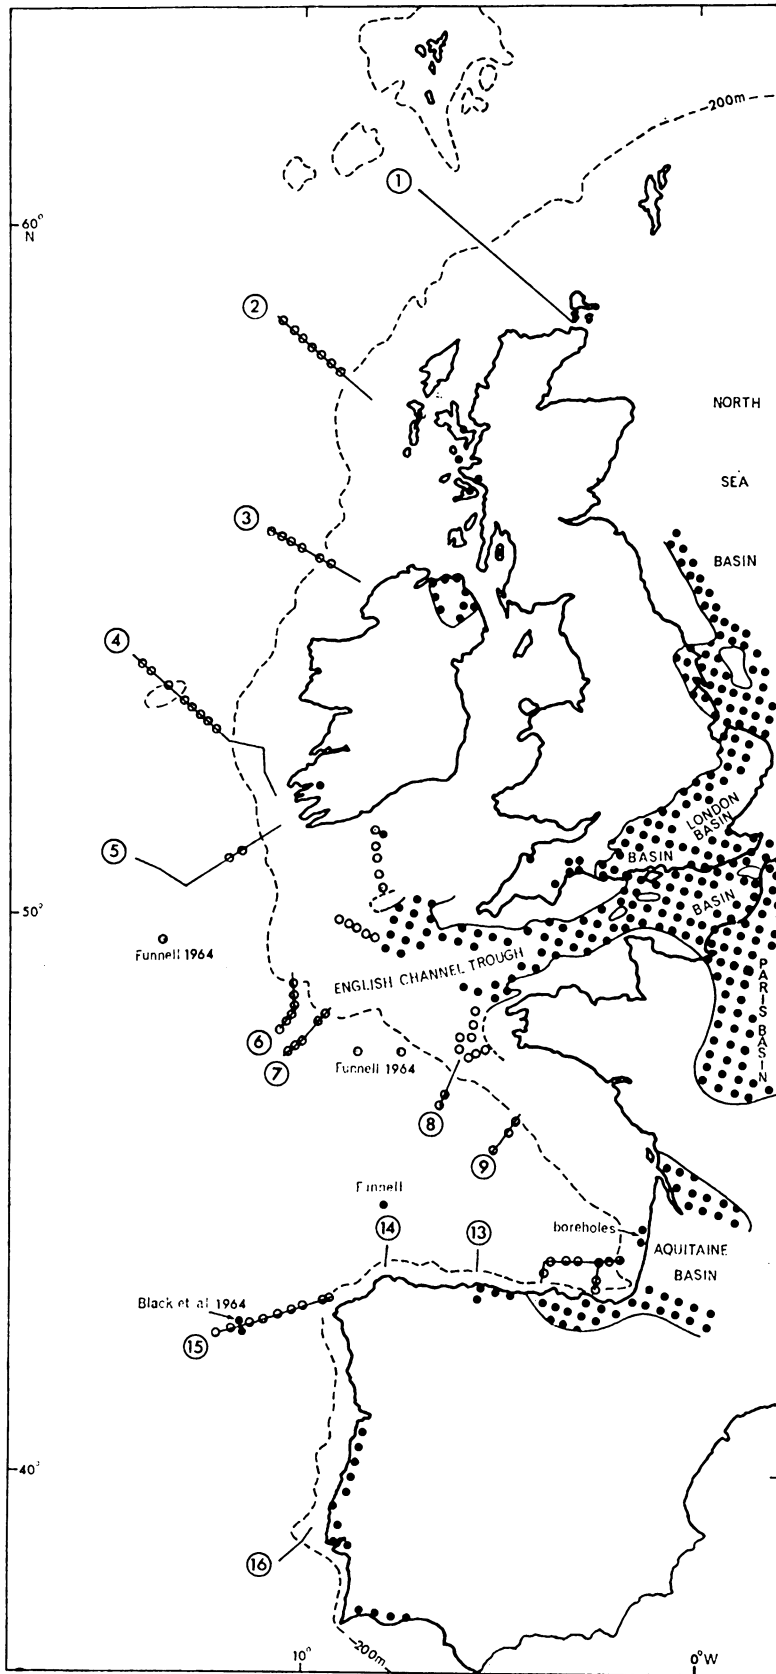 200m
1
60°
N
2
NORTH
SEA
BASIN
3
4
LONDON
BASIN
BASIN
5
BASIN
50°
Funnell 1964
ENGLISH CHANNEL TROUGH
PARIS BASIN
6
7
Funnell 1964
8
9
Funnell
14
13
boreholes
AQUITAINE
BASIN
Black et al 1964
15
40°
16
200m
10°
0°W